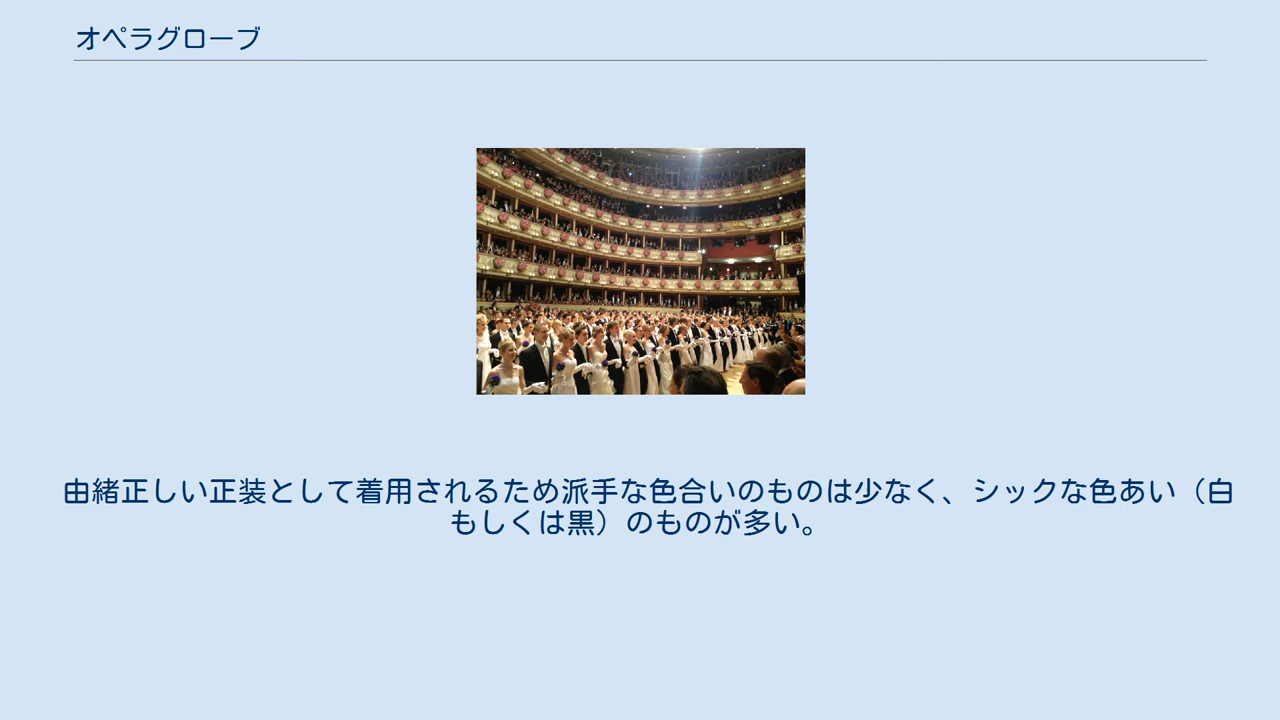 オペラグローブ
由緒正しい正装として着用されるため派手な色合いのものは少なく、シックな色あい（白
もしくは黒）のものが多い。